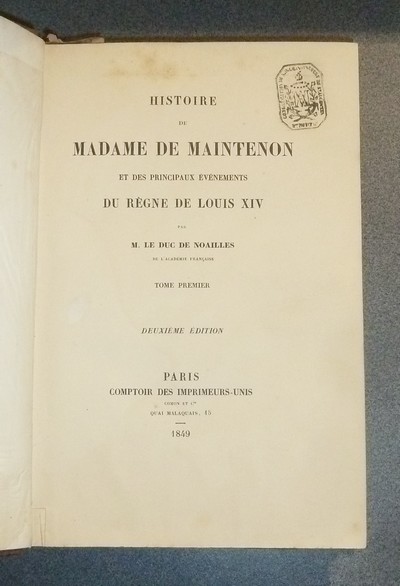 HISTOIRE
DE
MADAME DE MAINTENON
ET DES PRINCIPAUX ÉVÉNEMENTS
DU RÈGNE DE LOUIS XIV
PAR
M. LE DUC DE NOAILLES
DE L'ACADÉMIE FRANÇAISE
TOME PREMIER
DEUXIÈME ÉDITION
PARIS
COMPTOIR DES IMPRIMEURS-UNIS
COMON ET Cie
QUAI MALAQUAIS, 15
1849